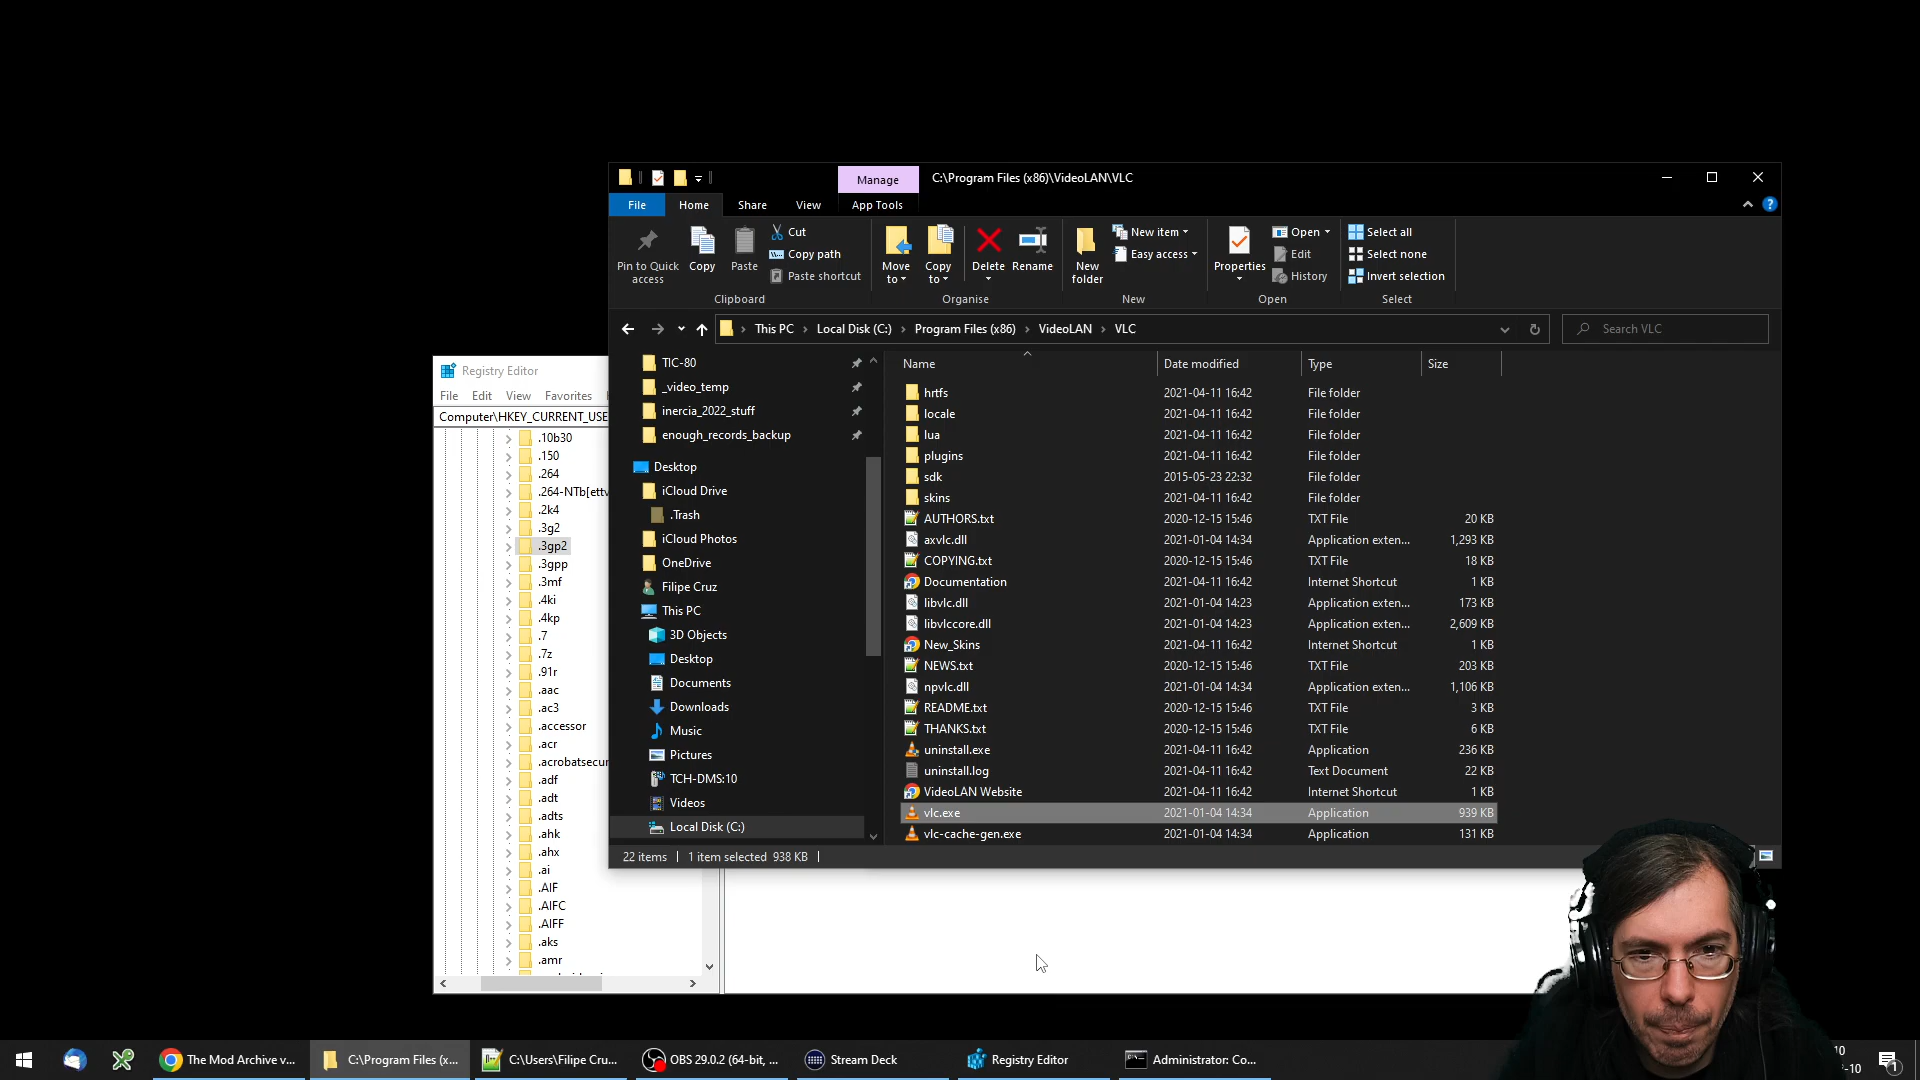 Manage
C:\Program Files (x86)\VideoLAN\VLC
File
Home
Share
View
App Tools
Pin to Quick access
Copy
Paste
Cut
Copy path
Paste shortcut
Clipboard
Move to
Copy to
Delete
Rename
Organise
New folder
New item
Easy access
New
Properties
Open
Edit
History
Open
Select all
Select none
Invert selection
Select
This PC
Local Disk (C:)
Program Files (x86)
VideoLAN
VLC
Search VLC
TIC-80
_video_temp
inercia_2022_stuff
enough_records_backup
Desktop
iCloud Drive
.Trash
iCloud Photos
OneDrive
Filipe Cruz
This PC
3D Objects
Desktop
Documents
Downloads
Music
Pictures
TCH-DMS:10
Videos
Local Disk (C:)
Name Date modified Type Size
hrtfs 2021-04-11 16:42 File folder
locale 2021-04-11 16:42 File folder
lua 2021-04-11 16:42 File folder
plugins 2021-04-11 16:42 File folder
sdk 2015-05-23 22:32 File folder
skins 2021-04-11 16:42 File folder
AUTHORS.txt 2020-12-15 15:46 TXT File 20 KB
axvlc.dll 2021-01-04 14:34 Application exten... 1,293 KB
COPYING.txt 2020-12-15 15:46 TXT File 18 KB
Documentation 2021-04-11 16:42 Internet Shortcut 1 KB
libvlc.dll 2021-01-04 14:23 Application exten... 173 KB
libvlccore.dll 2021-01-04 14:23 Application exten... 2,609 KB
New_Skins 2021-04-11 16:42 Internet Shortcut 1 KB
NEWS.txt 2020-12-15 15:46 TXT File 203 KB
npvlc.dll 2021-01-04 14:34 Application exten... 1,106 KB
README.txt 2020-12-15 15:46 TXT File 3 KB
THANKS.txt 2020-12-15 15:46 TXT File 6 KB
uninstall.exe 2021-04-11 16:42 Application 236 KB
uninstall.log 2021-04-11 16:42 Text Document 22 KB
VideoLAN Website 2021-04-11 16:42 Internet Shortcut 1 KB
vlc.exe 2021-01-04 14:34 Application 939 KB
vlc-cache-gen.exe 2021-01-04 14:34 Application 131 KB
22 items
1 item selected 938 KB
Registry Editor
File Edit View Favorites
Computer\HKEY_CURRENT_USE
.10b30
.150
.264
.264-NTb[ettv
.2k4
.3g2
.3gp2
.3gpp
.3mf
.4ki
.4kp
.7
.7z
.91r
.aac
.ac3
.accessor
.acr
.acrobatsecur
.adf
.adt
.adts
.ahk
.ahx
.ai
.AIF
.AIFC
.AIFF
.aks
.amr
The Mod Archive v...
C:\Program Files (x...
C:\Users\Filipe Cru...
OBS 29.0.2 (64-bit, ...
Stream Deck
Registry Editor
Administrator: Co...
10
-10
1